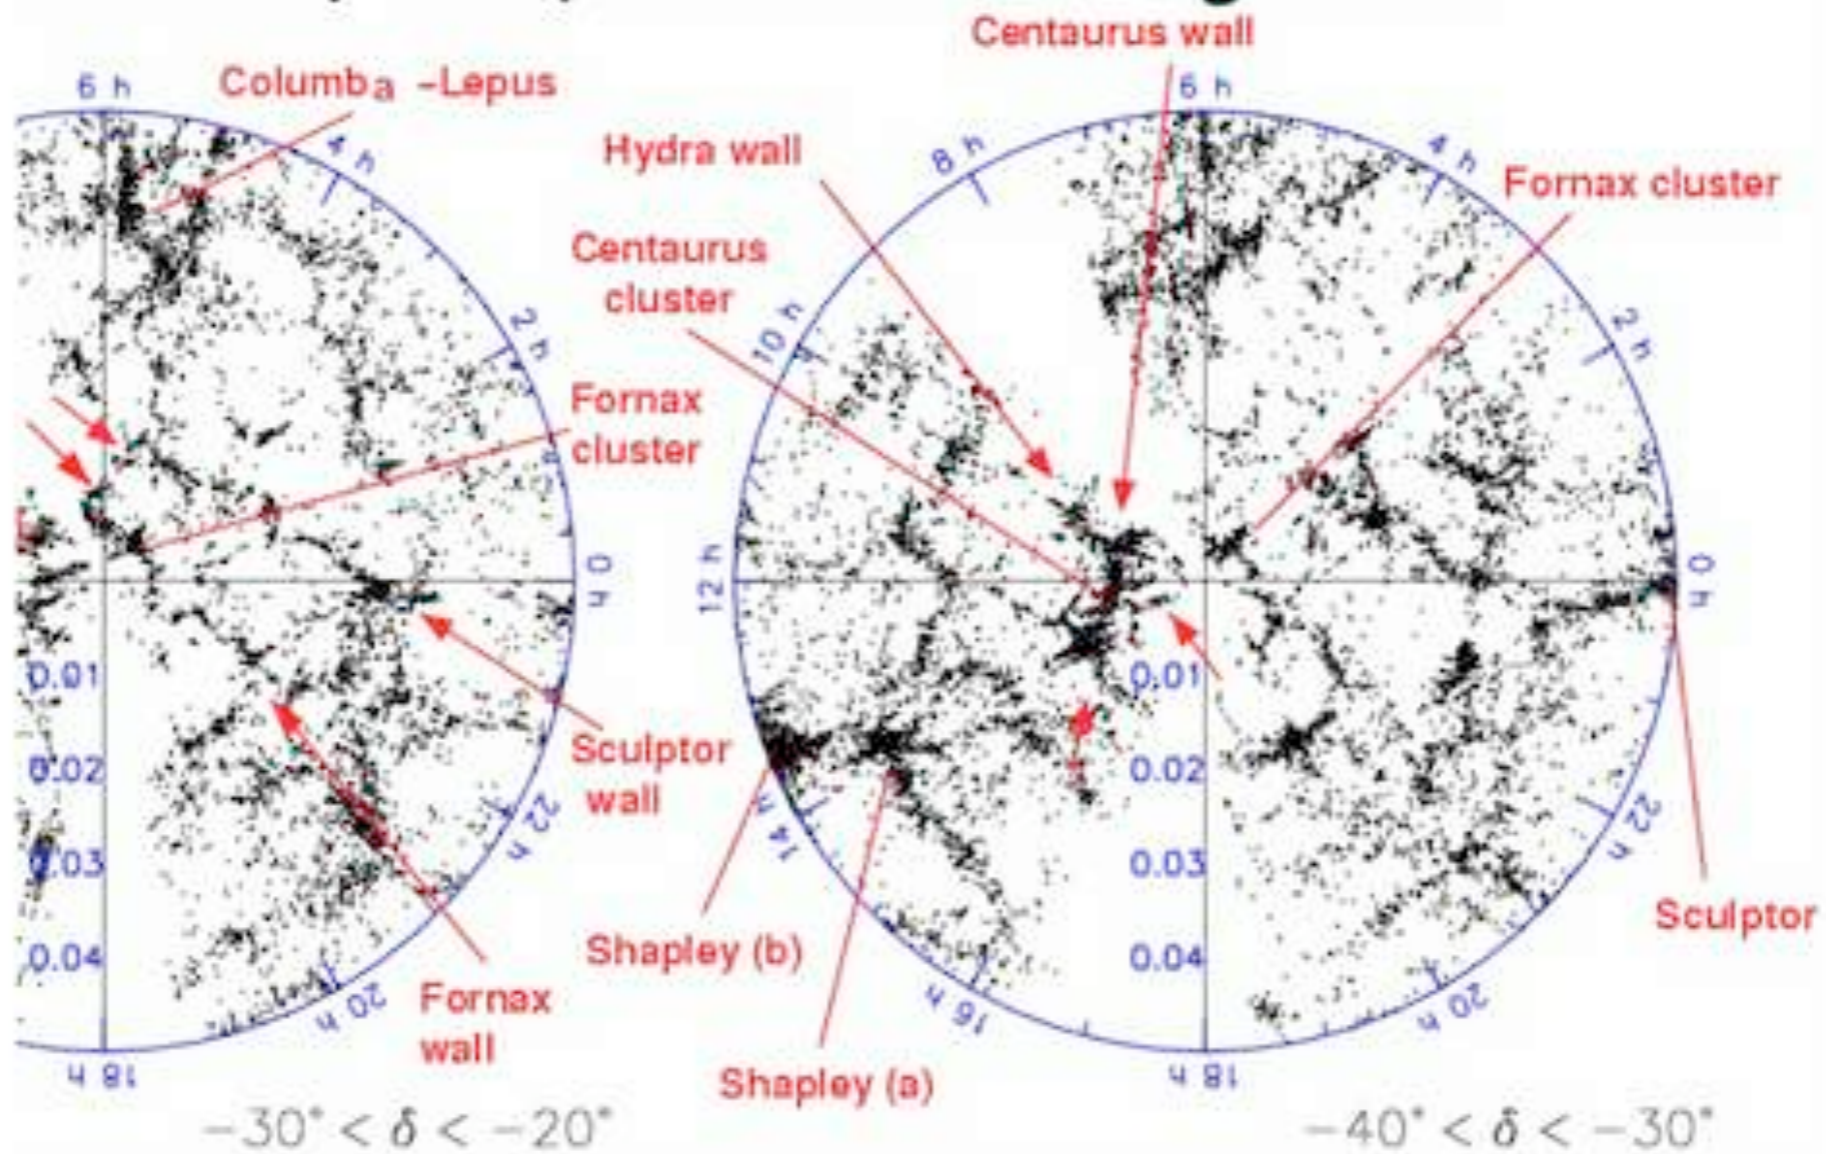 Centaurus wall
Columba -Lepus
6 h
6 h
Hydra wall
4 h
8 h
4 h
Fornax cluster
Centaurus
cluster
2 h
10 h
2 h
Fornax
cluster
0 h
12 h
0 h
0.01
0.01
Sculptor
wall
0.02
0.02
22 h
14 h
22 h
0.03
0.03
Sculptor
Shapley (b)
0.04
0.04
20 h
16 h
20 h
Fornax
wall
18 h
18 h
Shapley (a)
−30° < δ < −20°
−40° < δ < −30°